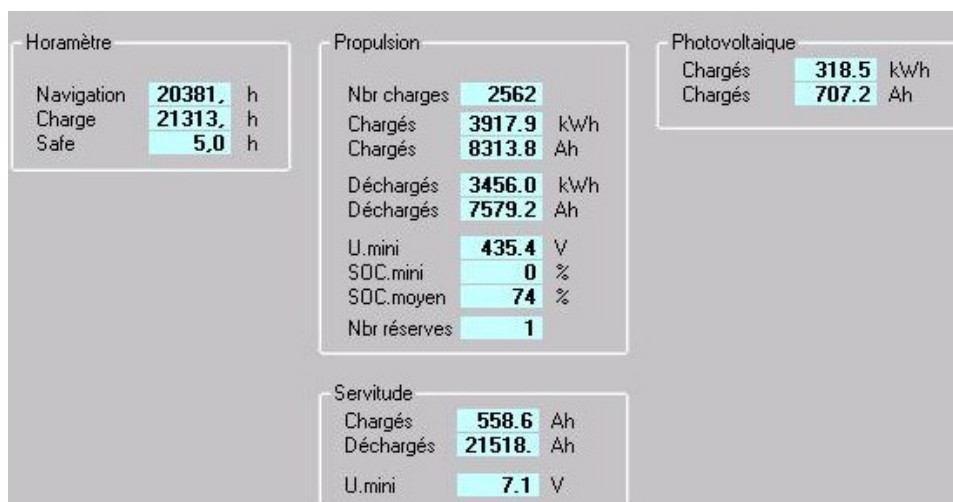 Horamètre
Navigation 20381, h
Charge 21313, h
Safe 5,0 h
Propulsion
Nbr charges 2562
Chargés 3917.9 kWh
Chargés 8313.8 Ah
Déchargés 3456.0 kWh
Déchargés 7579.2 Ah
U.mini 435.4 V
SOC.mini 0 %
SOC.moyen 74 %
Nbr réserves 1
Photovoltaique
Chargés 318.5 kWh
Chargés 707.2 Ah
Servitude
Chargés 558.6 Ah
Déchargés 21518. Ah
U.mini 7.1 V